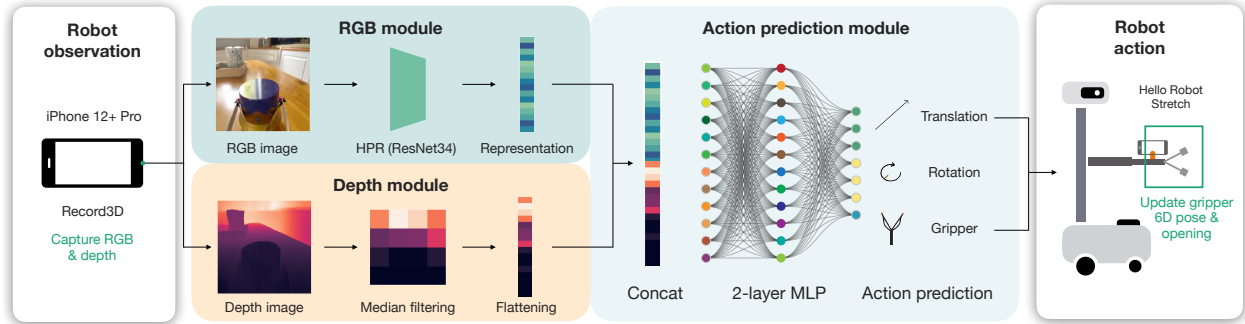 Robot
observation
iPhone 12+ Pro
Record3D
Capture RGB
& depth
RGB module
RGB image
HPR (ResNet34)
Representation
Depth module
Depth image
Median filtering
Flattening
Action prediction module
Concat
2-layer MLP
Translation
Rotation
Gripper
Action prediction
Robot
action
Hello Robot
Stretch
Update gripper
6D pose &
opening